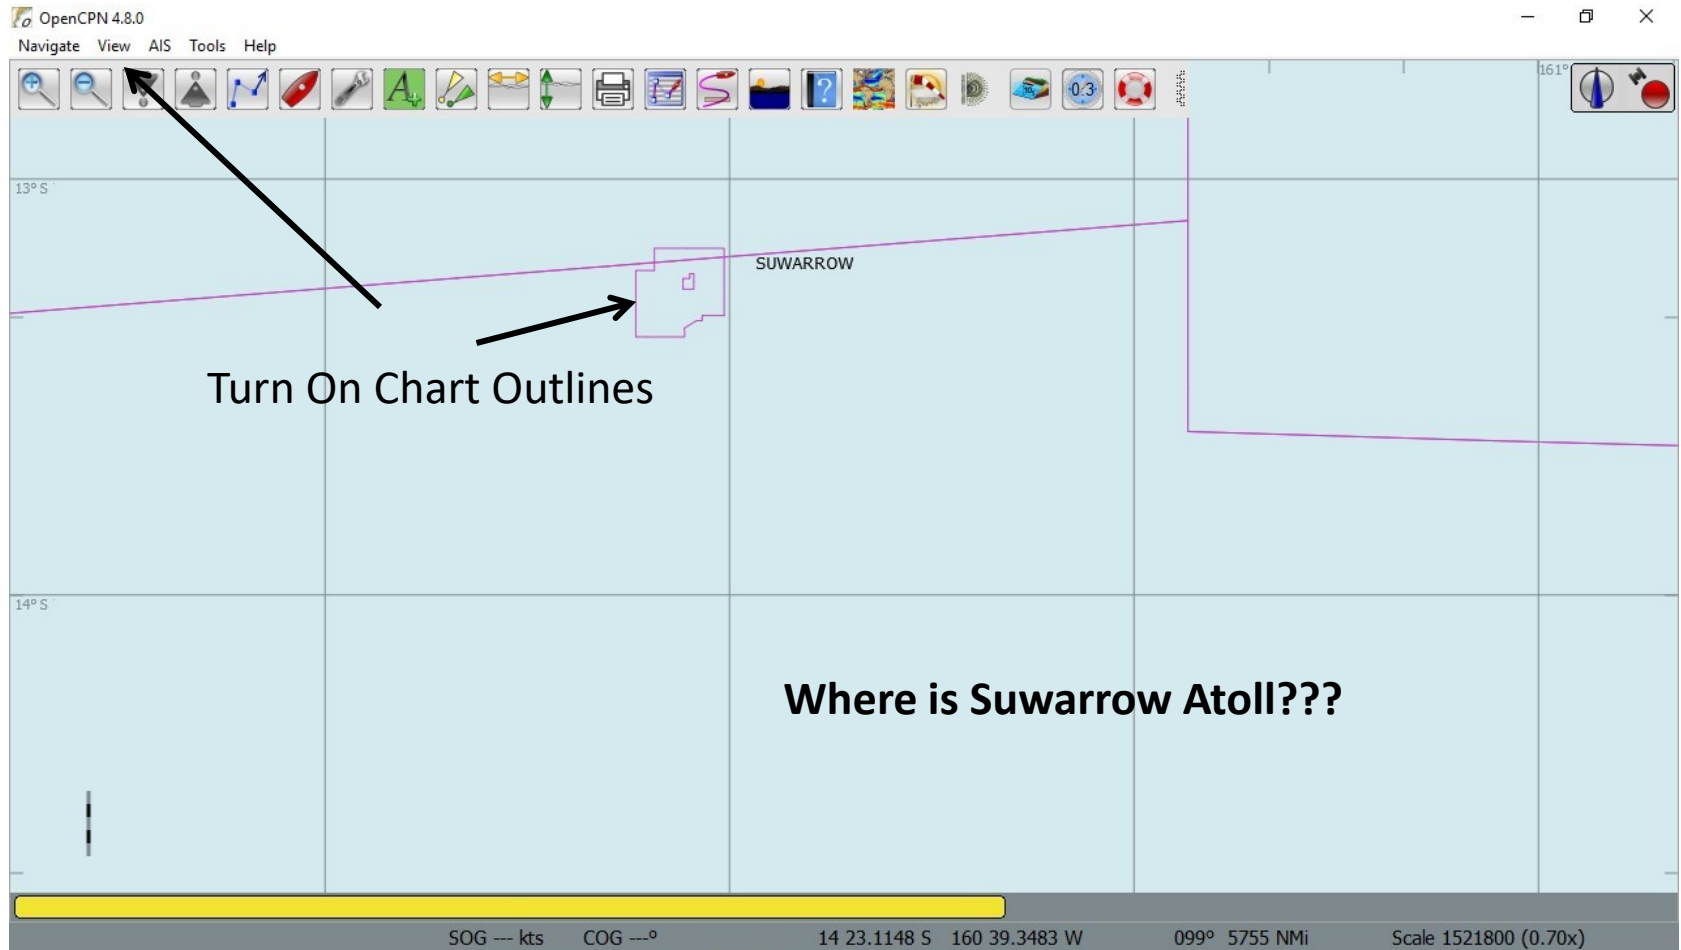 OpenCPN 4.8.0
Navigate View AIS Tools Help
161°
13° S
SUWARROW
Turn On Chart Outlines
14° S
Where is Suwarrow Atoll???
SOG --- kts COG ---° 14 23.1148 S 160 39.3483 W 099° 5755 NMi Scale 1521800 (0.70x)